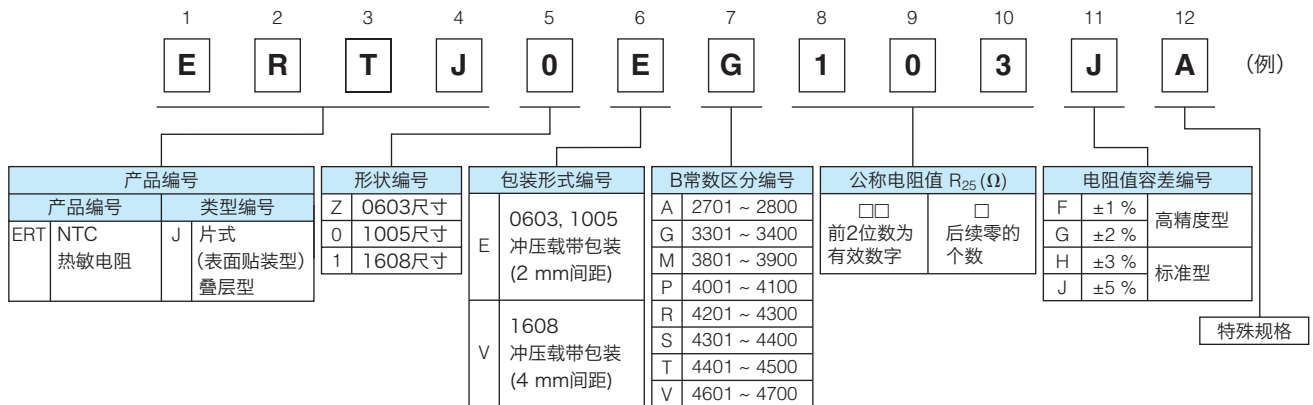 1 2 3 4 5 6 7 8 9 10 11 12
E R T J 0 E G 1 0 3 J A (例)
产品编号
产品编号 类型编号
ERT NTC 热敏电阻
J 片式
(表面贴装型)
叠层型
形状编号
Z 0603尺寸
0 1005尺寸
1 1608尺寸
包装形式编号
E 0603, 1005
冲压载带包装
(2 mm间距)
V 1608
冲压载带包装
(4 mm间距)
B常数区分编号
A 2701 ~ 2800
G 3301 ~ 3400
M 3801 ~ 3900
P 4001 ~ 4100
R 4201 ~ 4300
S 4301 ~ 4400
T 4401 ~ 4500
V 4601 ~ 4700
公称电阻值 R25 (Ω)
□□ □
前2位数为 后续零的
有效数字 个数
电阻值容差编号
F ±1 % 高精度型
G ±2 %
H ±3 % 标准型
J ±5 %
特殊规格